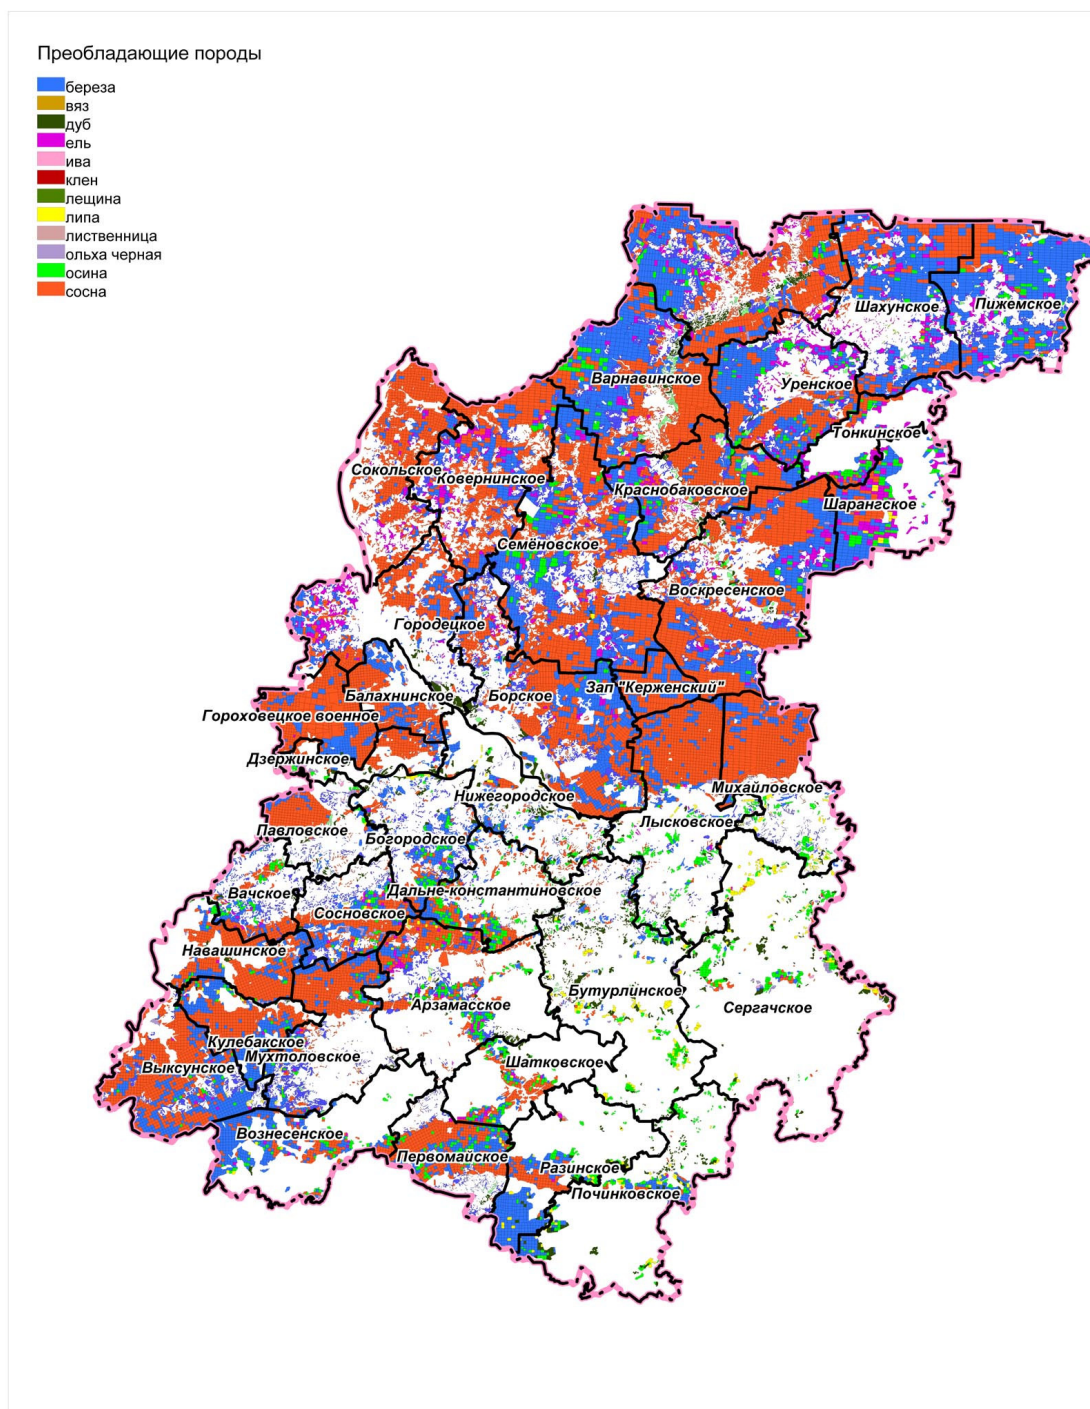 Преобладающие породы
береза
вяз
дуб
ель
ива
клен
лещина
липа
лиственница
ольха черная
осина
сосна
Шахунское
Пижемское
Варнавинское
Уренское
Тонкинское
Сокольское
Ковернинское
Краснобаковское
Шарангское
Семёновское
Воскресенское
Городецкое
Зап "Керженский"
Балахнинское
Борское
Гороховецкое военное
Дзержинское
Михайловское
Нижегородское
Лысковское
Павловское
Богородское
Вачское
Дальне-константиновское
Сосновское
Навашинское
Бутурлинское
Арзамасское
Сергачское
Кулебакское
Мухтоловское
Шатковское
Выксунское
Вознесенское
Первомайское
Разинское
Починковское